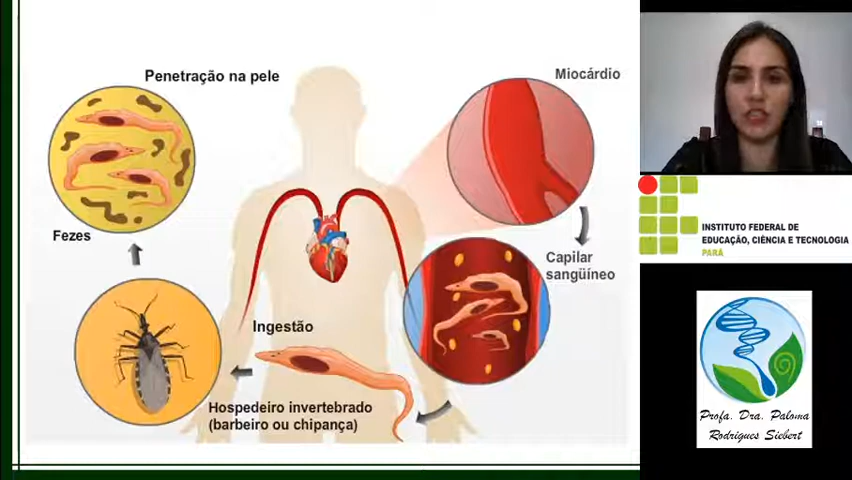 Penetração na pele
Miocárdio
Fezes
Capilar
sangüíneo
Ingestão
Hospedeiro invertebrado
(barbeiro ou chipança)
INSTITUTO FEDERAL DE
EDUCAÇÃO, CIÊNCIA E TECNOLOGIA
PARÁ
Profa. Dra. Paloma
Rodrigues Siebert